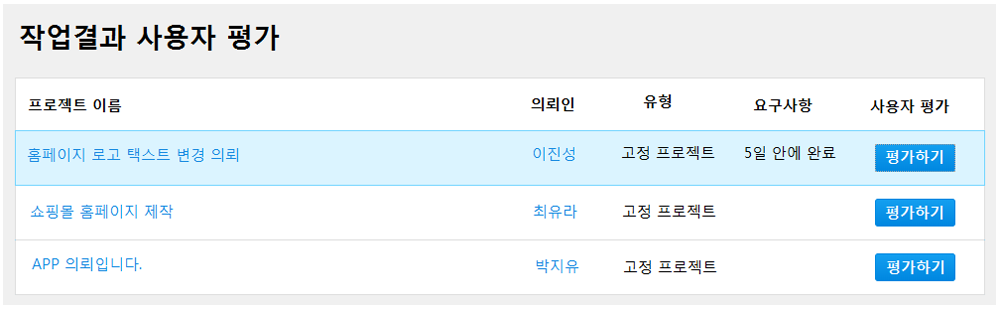 작업결과 사용자 평가
프로젝트 이름 의뢰인 유형 요구사항 사용자 평가
홈페이지 로고 택스트 변경 의뢰 이진성 고정 프로젝트 5일 안에 완료 평가하기
쇼핑몰 홈페이지 제작 최유라 고정 프로젝트 평가하기
APP 의뢰입니다. 박지유 고정 프로젝트 평가하기